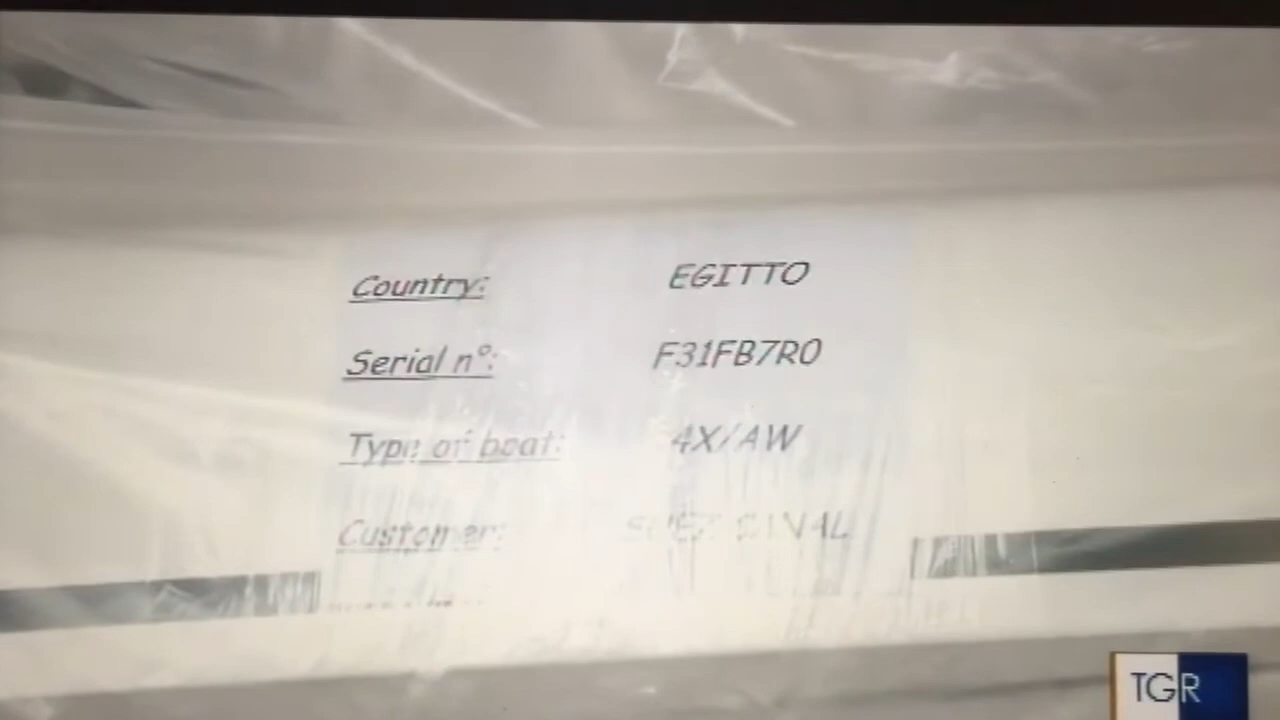 Country: EGITTO
Serial n°: F31FB7R0
Type of boat: 4X/AW
Customer:
TGR